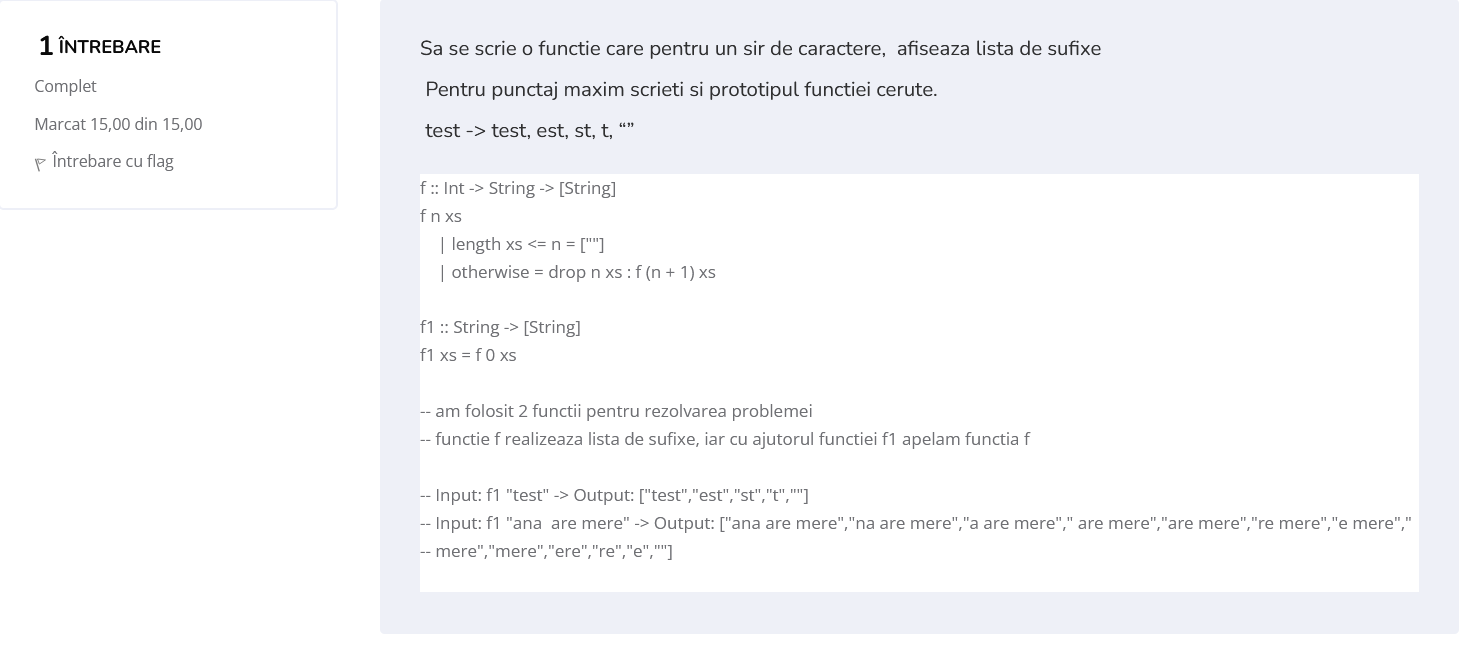 1 ÎNTREBARE
Complet
Marcat 15,00 din 15,00
Întrebare cu flag
Sa se scrie o functie care pentru un sir de caractere,  afiseaza lista de sufixe
Pentru punctaj maxim scrieti si prototipul functiei cerute.
test -> test, est, st, t, “”
f :: Int -> String -> [String]
f n xs
    | length xs <= n = [""]
    | otherwise = drop n xs : f (n + 1) xs
f1 :: String -> [String]
f1 xs = f 0 xs
-- am folosit 2 functii pentru rezolvarea problemei
-- functie f realizeaza lista de sufixe, iar cu ajutorul functiei f1 apelam functia f
-- Input: f1 "test" -> Output: ["test","est","st","t",""]
-- Input: f1 "ana  are mere" -> Output: ["ana are mere","na are mere","a are mere"," are mere","are mere","re mere","e mere","
-- mere","mere","ere","re","e",""]